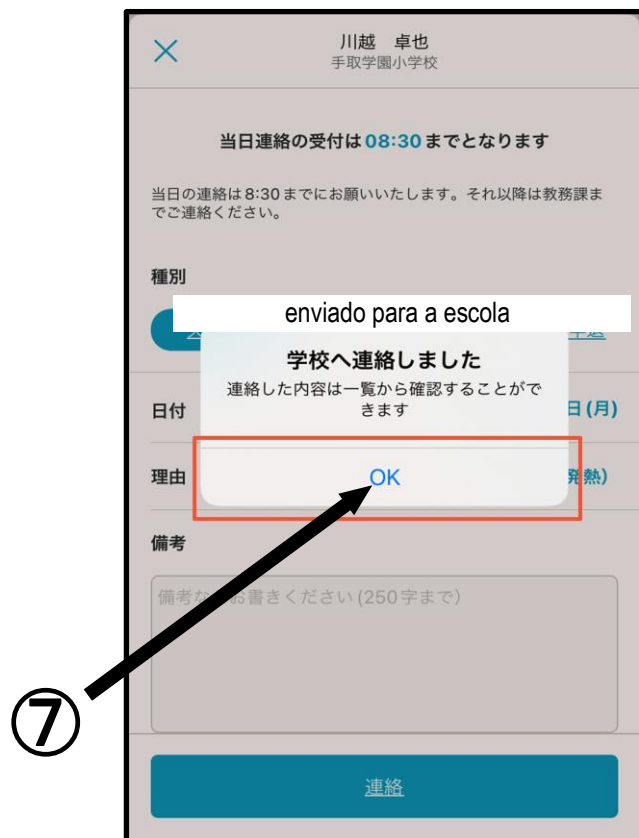 川越　卓也
手取学園小学校
当日連絡の受付は08:30までとなります
当日の連絡は8:30までにお願いいたします。それ以降は教務課ま
でご連絡ください。
種別
enviado para a escola
学校へ連絡しました
連絡した内容は一覧から確認することがで
きます
日付
日(月)
理由
OK
発熱)
備考
お書きください(250字まで)
⑦
連絡